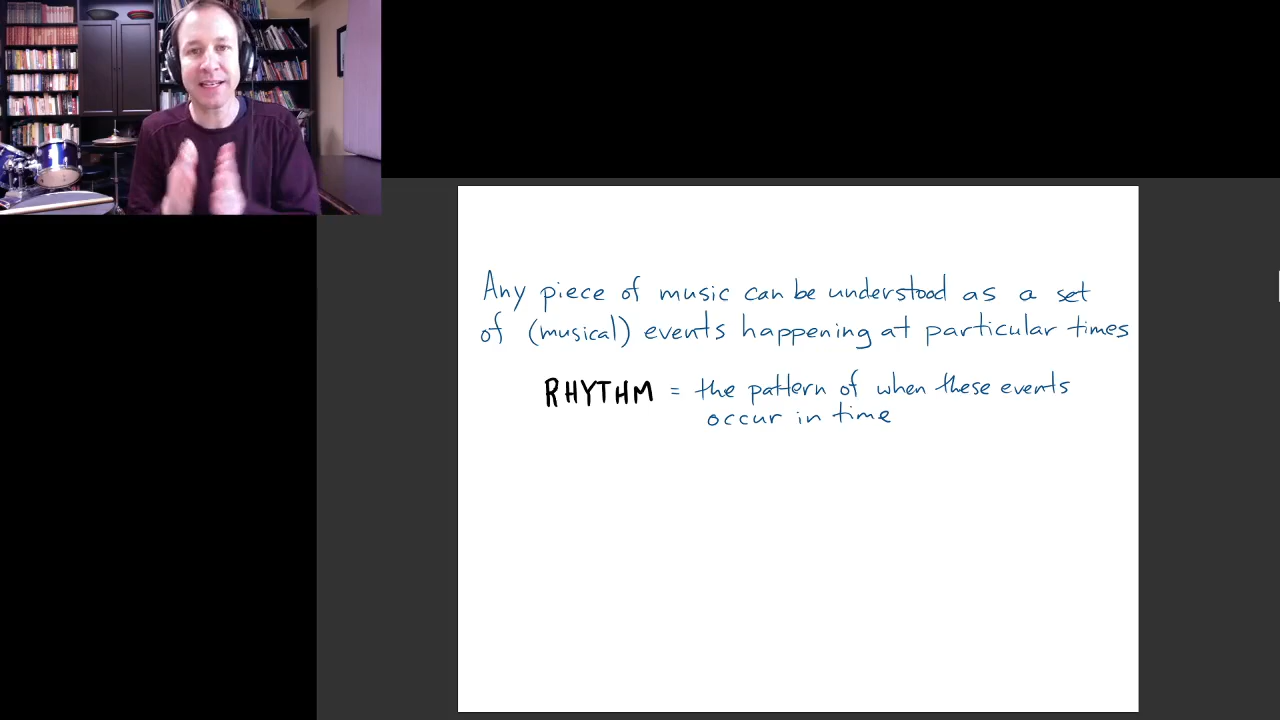 Any piece of music can be understood as a set
of (musical) events happening at particular times
RHYTHM = the pattern of when these events
occur in time